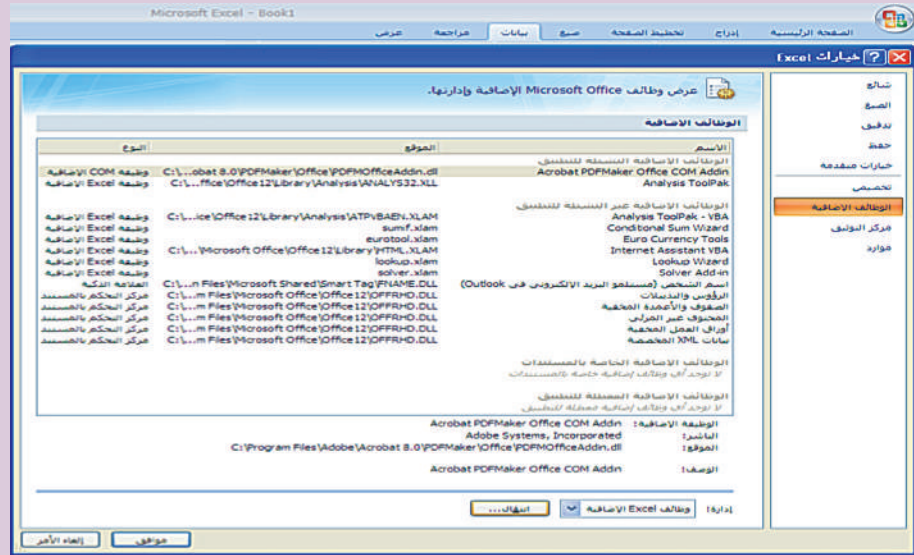 Microsoft Excel - Book1
الصفحة الرئيسية إدراج تخطيط الصفحة صيغ بيانات مراجعة عرض
خيارات Excel
شائع
الصيغ
تدقيق
حفظ
خيارات متقدمة
تخصيص
الوظائف الإضافية
مركز التوثيق
موارد
عرض وظائف Microsoft Office الإضافية وإدارتها.
الوظائف الإضافية
الاسم الموقع النوع
الوظائف الإضافية النشيطة للتطبيق
Acrobat PDFMaker Office COM Addin C:\...obat 8.0\PDFMaker\Office\PDFMOfficeAddin.dll وظيفة COM الإضافية
Analysis ToolPak C:\...ffice\Office12\Library\Analysis\ANALYS32.XLL وظيفة Excel الإضافية
الوظائف الإضافية غير النشيطة للتطبيق
Analysis ToolPak - VBA C:\...ice\Office12\Library\Analysis\ATPVBAEN.XLAM وظيفة Excel الإضافية
Conditional Sum Wizard sumif.xlam وظيفة Excel الإضافية
Euro Currency Tools eurotool.xlam وظيفة Excel الإضافية
Internet Assistant VBA C:\...\Microsoft Office\Office12\Library\HTML.XLAM وظيفة Excel الإضافية
Lookup Wizard lookup.xlam وظيفة Excel الإضافية
Solver Add-in solver.xlam وظيفة Excel الإضافية
اسم الشخص (مستلمو البريد الإلكتروني في Outlook) C:\...n Files\Microsoft Shared\Smart Tag\FNAME.DLL العلامة الذكية
الرؤوس والتذييلات C:\...m Files\Microsoft Office\Office12\OFFRHD.DLL مركز التحكم بالمستند
الصفوف والأعمدة المخفية C:\...m Files\Microsoft Office\Office12\OFFRHD.DLL مركز التحكم بالمستند
المحتوى غير المرئي C:\...m Files\Microsoft Office\Office12\OFFRHD.DLL مركز التحكم بالمستند
أوراق العمل المخفية C:\...m Files\Microsoft Office\Office12\OFFRHD.DLL مركز التحكم بالمستند
بيانات XML المخصصة C:\...m Files\Microsoft Office\Office12\OFFRHD.DLL مركز التحكم بالمستند
الوظائف الإضافية الخاصة بالمستندات
لا توجد أي وظائف إضافية خاصة بالمستندات
الوظائف الإضافية المعطلة للتطبيق
لا توجد أي وظائف إضافية معطلة للتطبيق
الوظيفة الإضافية: Acrobat PDFMaker Office COM Addin
الناشر: Adobe Systems, Incorporated
الموقع: C:\Program Files\Adobe\Acrobat 8.0\PDFMaker\Office\PDFMOfficeAddin.dll
الوصف: Acrobat PDFMaker Office COM Addin
إدارة: وظائف Excel الإضافية انتقال...
موافق إلغاء الأمر